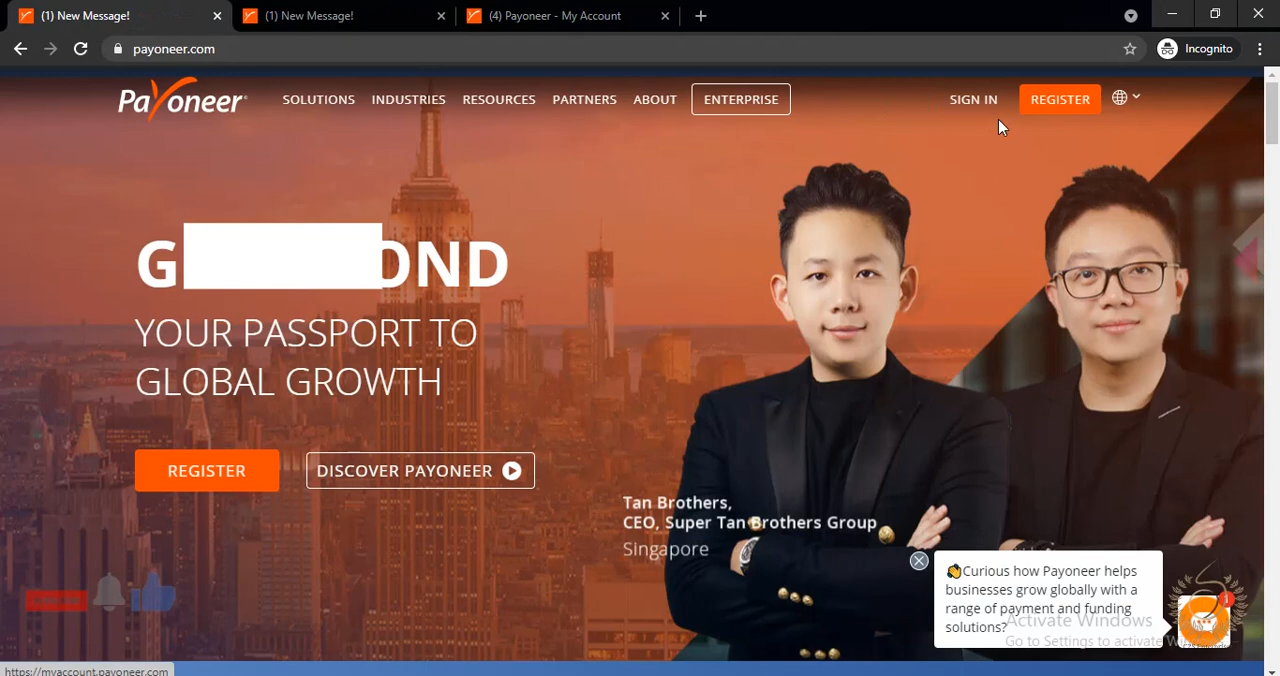 (1) New Message!
(1) New Message!
(4) Payoneer - My Account
payoneer.com
Incognito
Payoneer
SOLUTIONS
INDUSTRIES
RESOURCES
PARTNERS
ABOUT
ENTERPRISE
SIGN IN
REGISTER
G OND
YOUR PASSPORT TO
GLOBAL GROWTH
REGISTER
DISCOVER PAYONEER
Tan Brothers,
CEO, Super Tan Brothers Group
Singapore
👏Curious how Payoneer helps
businesses grow globally with a
range of payment and funding
solutions?
1
Activate Windows
Go to Settings to activate W
https://myaccount.payoneer.com